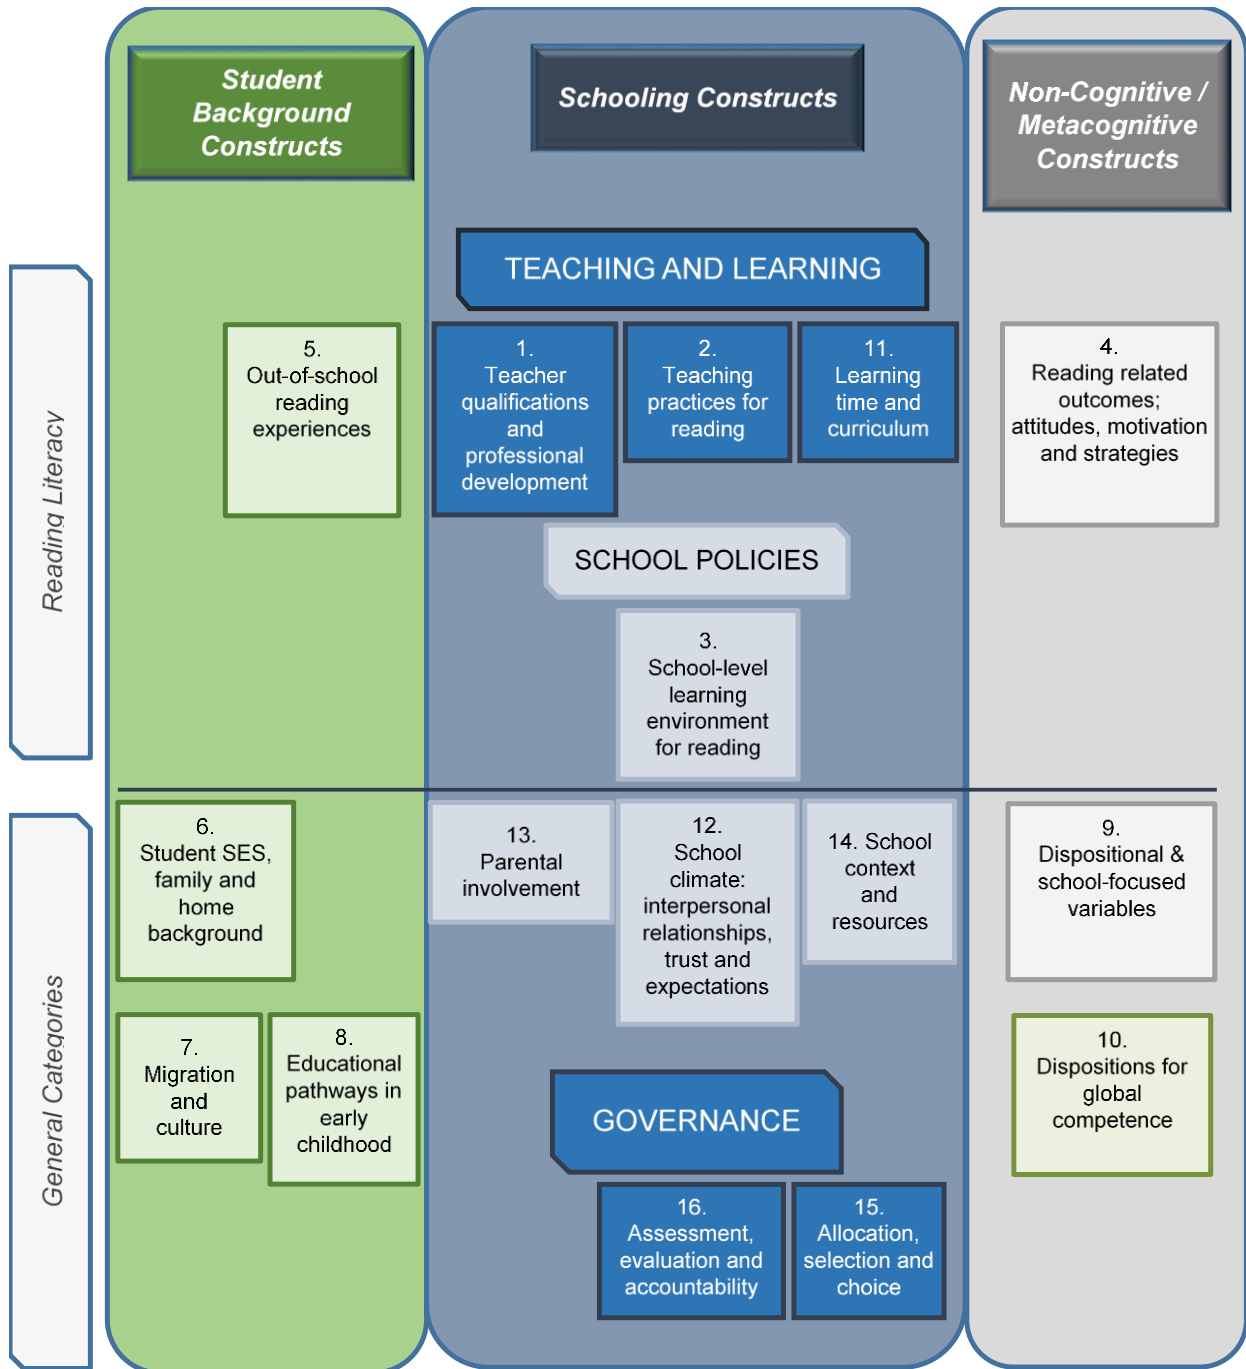 Student
Background
Constructs
Schooling Constructs
Non-Cognitive /
Metacognitive
Constructs
Reading Literacy
TEACHING AND LEARNING
5.
Out-of-school
reading
experiences
1.
Teacher
qualifications
and
professional
development
2.
Teaching
practices for
reading
11.
Learning
time and
curriculum
4.
Reading related
outcomes;
attitudes, motivation
and strategies
SCHOOL POLICIES
3.
School-level
learning
environment
for reading
General Categories
6.
Student SES,
family and
home
background
13.
Parental
involvement
12.
School
climate:
interpersonal
relationships,
trust and
expectations
14. School
context
and
resources
9.
Dispositional &
school-focused
variables
7.
Migration
and
culture
8.
Educational
pathways in
early
childhood
10.
Dispositions for
global
competence
GOVERNANCE
16.
Assessment,
evaluation and
accountability
15.
Allocation,
selection and
choice